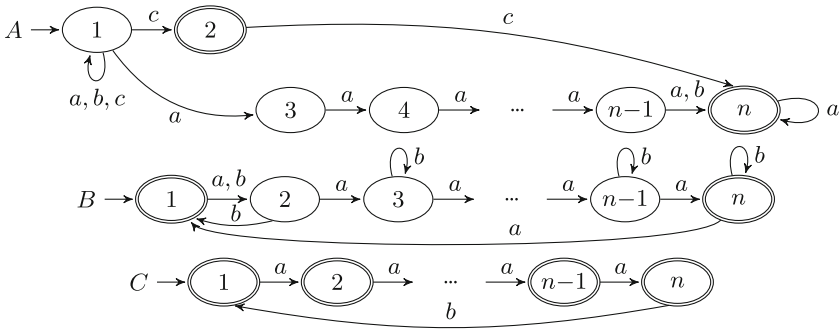 A 1 c 2 c
a, b, c a 3 a 4 a ... a n−1 a, b n a
b b b
B 1 a, b 2 a 3 a ... a n−1 a n
b
a
C 1 a 2 a ... a n−1 a n
b